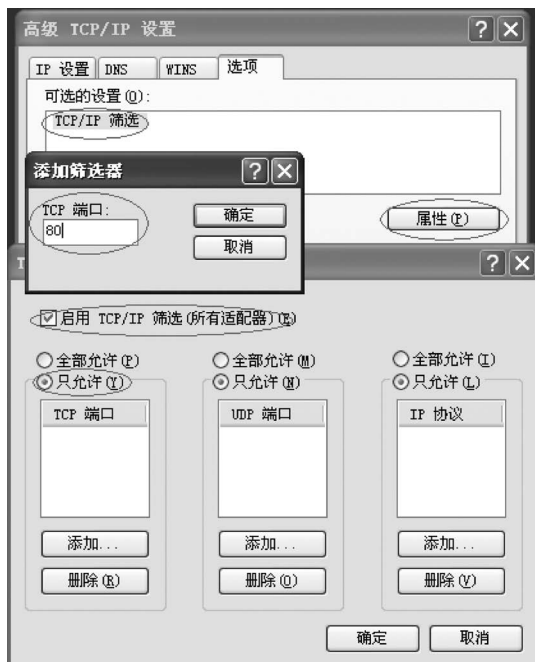 高级 TCP/IP 设置
IP 设置 DNS WINS 选项
可选的设置(O):
TCP/IP 筛选
添加筛选器
TCP 端口:
80
确定
取消
属性(P)
T
启用 TCP/IP 筛选(所有适配器)(E)
全部允许(P) 全部允许(M) 全部允许(I)
只允许(Y) 只允许(N) 只允许(L)
TCP 端口 UDP 端口 IP 协议
添加... 添加... 添加...
删除(R) 删除(O) 删除(V)
确定 取消